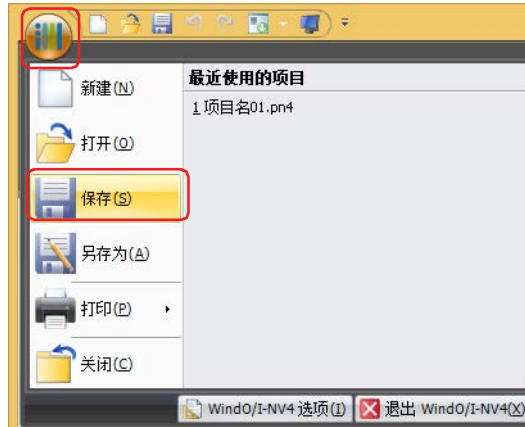 新建(N)
打开(O)
保存(S)
另存为(A)
打印(P)
关闭(C)
最近使用的项目
1 项目名01.pn4
WindO/I-NV4 选项(I)
退出 WindO/I-NV4(X)